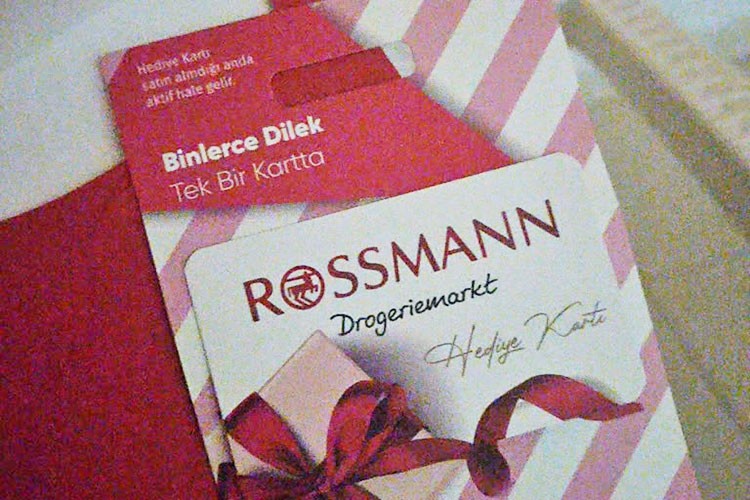 Hediye Kartı
satın alındığı anda
aktif hale gelir.
Binlerce Dilek
Tek Bir Kartta
ROSSMANN
Drogeriemarkt
Hediye Kartı